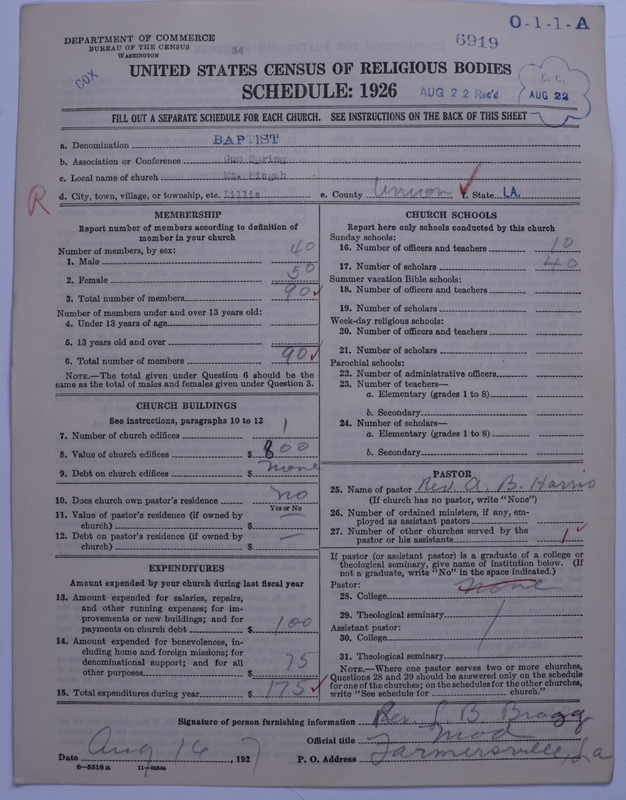 O-1-1-A
DEPARTMENT OF COMMERCE
BUREAU OF THE CENSUS
WASHINGTON
34
6919
COX
UNITED STATES CENSUS OF RELIGIOUS BODIES
SCHEDULE: 1926
AUG 22 Rec'd
AUG 22
FILL OUT A SEPARATE SCHEDULE FOR EACH CHURCH. SEE INSTRUCTIONS ON THE BACK OF THIS SHEET
a. Denomination BAPTIST
b. Association or Conference Gum Spring
c. Local name of church Mt. Pisgah
d. City, town, village, or township, etc. Lillie e. County Union f. State LA.
R
MEMBERSHIP
Report number of members according to definition of
member in your church
Number of members, by sex:
1. Male 40
2. Female 50
3. Total number of members 90
Number of members under and over 13 years old:
4. Under 13 years of age
5. 13 years old and over
6. Total number of members 90
NOTE.—The total given under Question 6 should be the
same as the total of males and females given under Question 3.
CHURCH BUILDINGS
See instructions, paragraphs 10 to 12
7. Number of church edifices 1
8. Value of church edifices $ 800
9. Debt on church edifices $ none
10. Does church own pastor's residence no
Yes or No
11. Value of pastor's residence (if owned by
church) $ —
12. Debt on pastor's residence (if owned by
church) $ —
EXPENDITURES
Amount expended by your church during last fiscal year
13. Amount expended for salaries, repairs,
and other running expenses; for im-
provements or new buildings; and for
payments on church debt $ 100
14. Amount expended for benevolences, in-
cluding home and foreign missions; for
denominational support; and for all
other purposes $ 75
15. Total expenditures during year $ 175
CHURCH SCHOOLS
Report here only schools conducted by this church
Sunday schools:
16. Number of officers and teachers 10
17. Number of scholars 40
Summer vacation Bible schools:
18. Number of officers and teachers
19. Number of scholars
Week-day religious schools:
20. Number of officers and teachers
21. Number of scholars
Parochial schools:
22. Number of administrative officers
23. Number of teachers—
a. Elementary (grades 1 to 8)
b. Secondary
24. Number of scholars—
a. Elementary (grades 1 to 8)
b. Secondary
PASTOR
25. Name of pastor Rev. A. B. Harris
(If church has no pastor, write "None")
26. Number of ordained ministers, if any, em-
ployed as assistant pastors
27. Number of other churches served by the
pastor or his assistants 1
If pastor (or assistant pastor) is a graduate of a college or
theological seminary, give name of institution below. (If
not a graduate, write "No" in the space indicated.)
Pastor: none
28. College
29. Theological seminary
Assistant pastor:
30. College
31. Theological seminary
NOTE.—Where one pastor serves two or more churches,
Questions 28 and 29 should be answered only on the schedule
for one of the churches; on the schedules for the other churches,
write "See schedule for church."
Signature of person furnishing information Rev. L B Bragg
Official title Mod
Date Aug 16, 1927 P. O. Address Farmersville, La
8-5518a 11-9084a